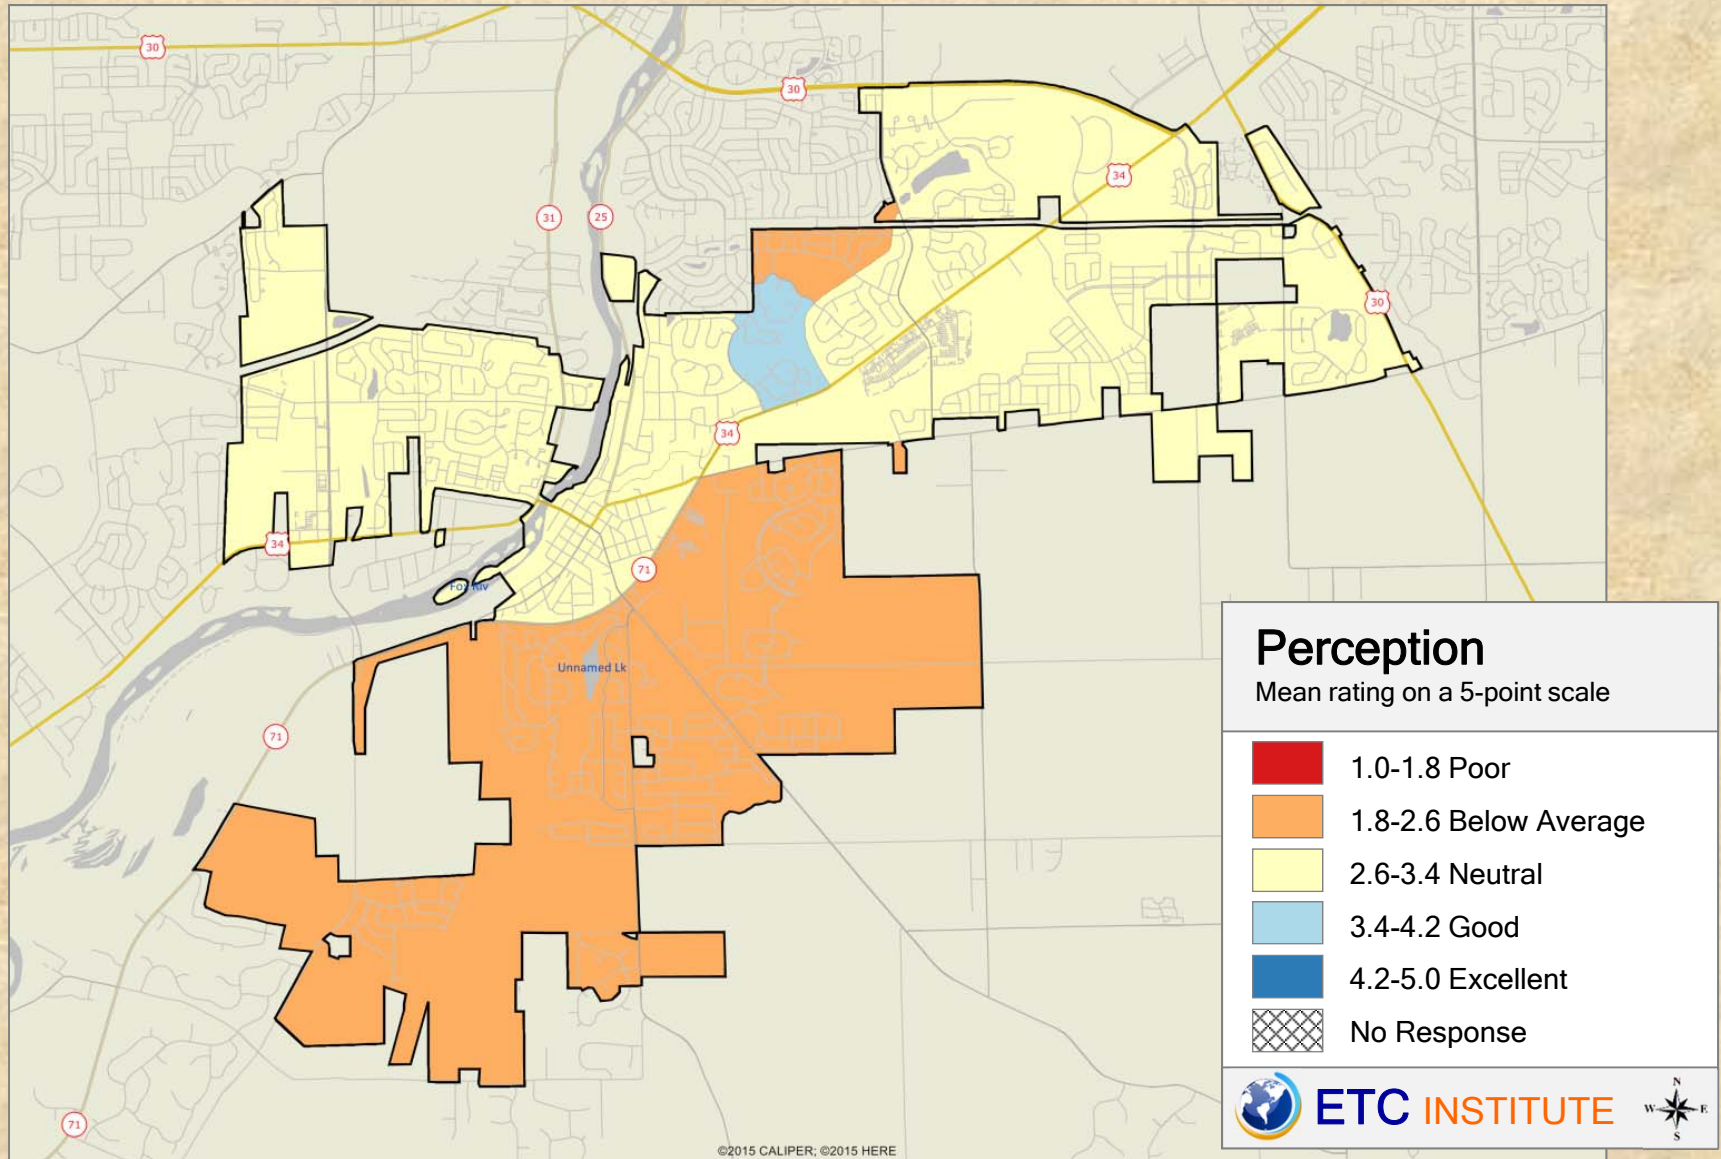 30
30
34
31
25
30
34
34
71
Fox Riv
Unnamed Lk
71
71
Perception
Mean rating on a 5-point scale
1.0-1.8 Poor
1.8-2.6 Below Average
2.6-3.4 Neutral
3.4-4.2 Good
4.2-5.0 Excellent
No Response
ETC INSTITUTE
N
W E
S
©2015 CALIPER; ©2015 HERE